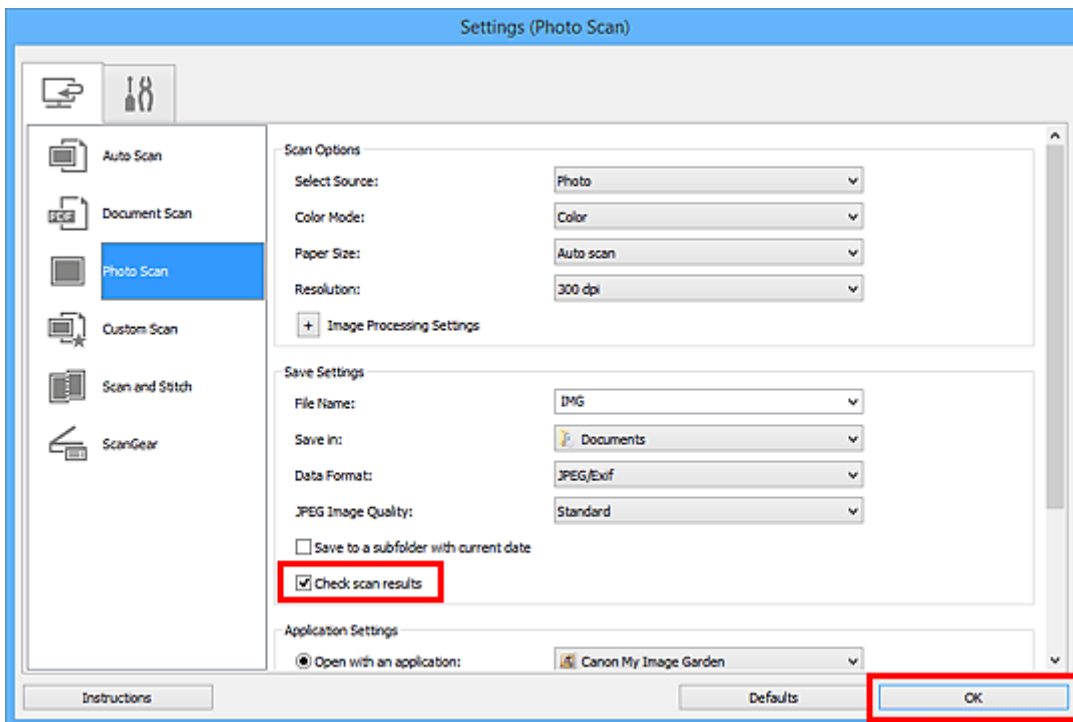 Settings (Photo Scan)
Auto Scan
PDF
Document Scan
Photo Scan
Custom Scan
Scan and Stitch
ScanGear
Scan Options
Select Source: Photo
Color Mode: Color
Paper Size: Auto scan
Resolution: 300 dpi
+ Image Processing Settings
Save Settings
File Name: IMG
Save in: Documents
Data Format: JPEG/Exif
JPEG Image Quality: Standard
Save to a subfolder with current date
Check scan results
Application Settings
Open with an application: Canon My Image Garden
Instructions Defaults OK